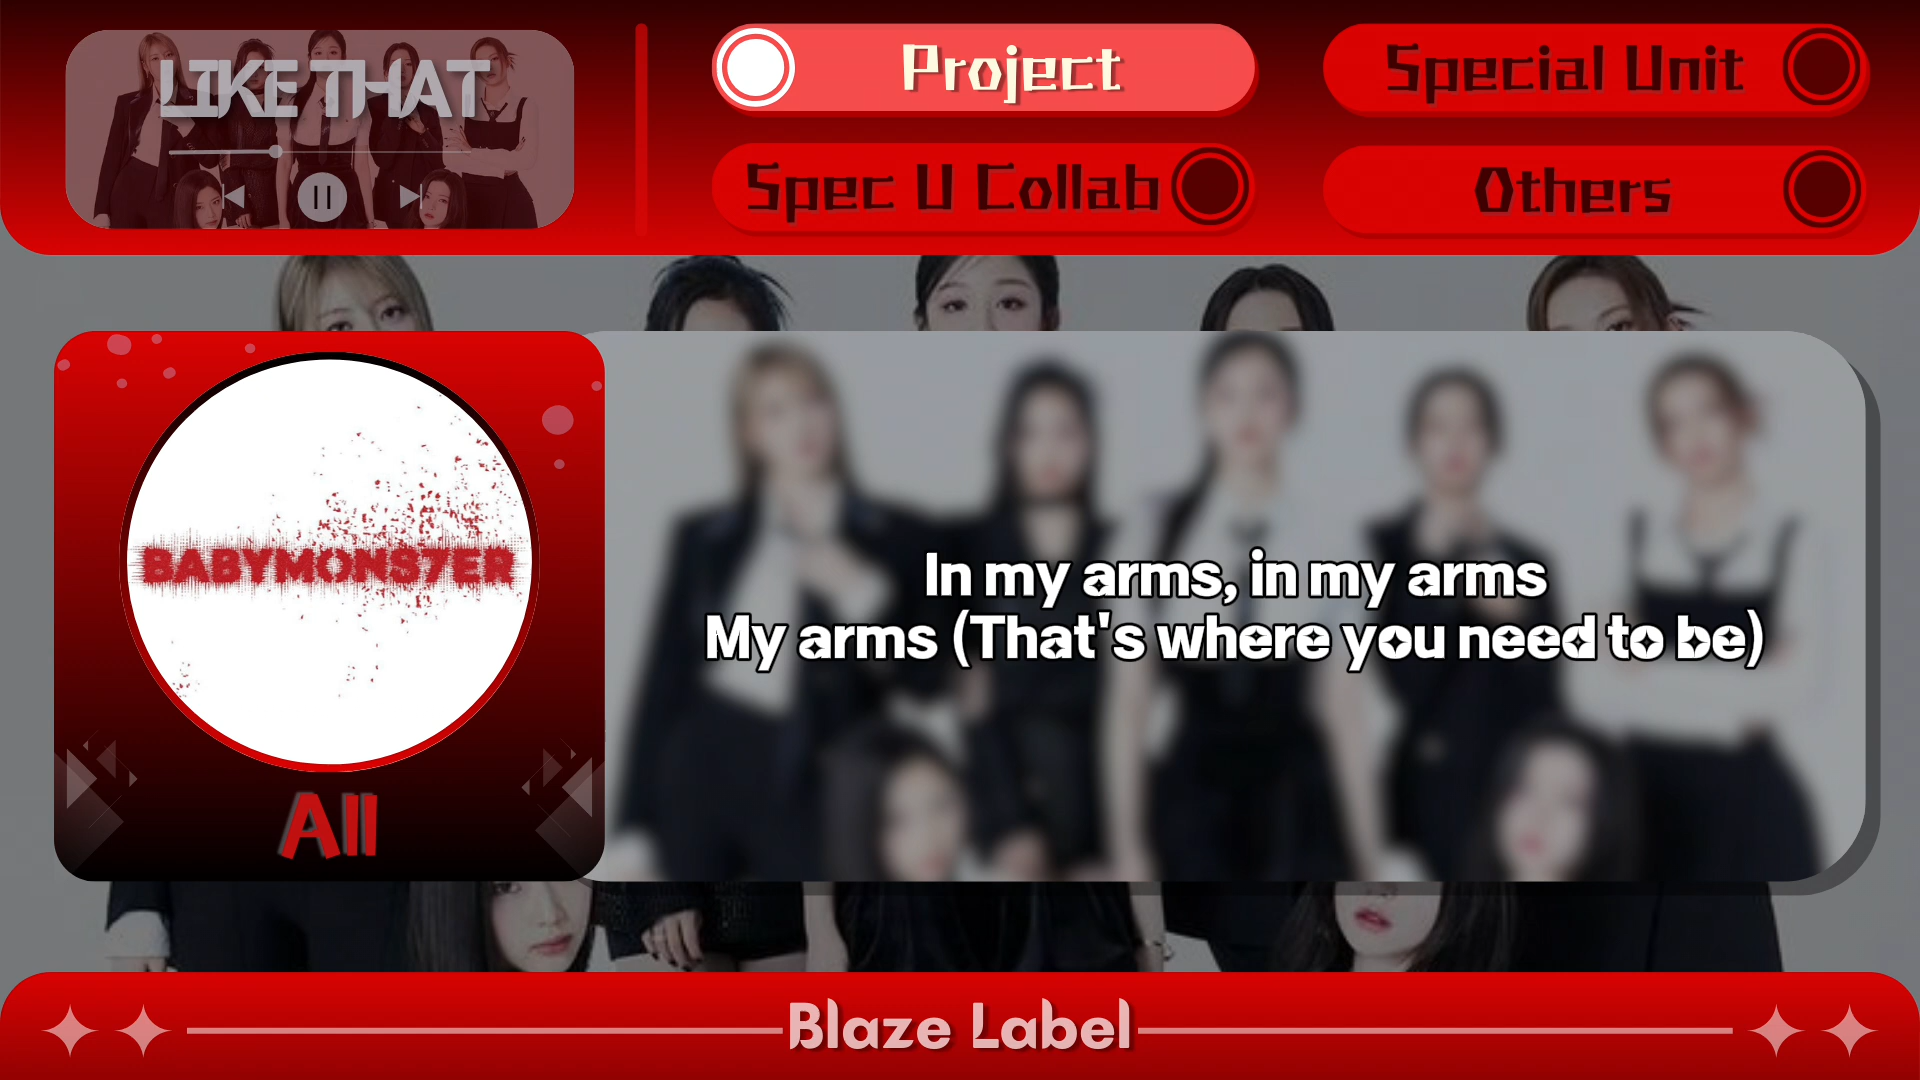 LIKE THAT
Project
Special Unit
Spec U Collab
Others
BABYMONS7ER
All
In my arms, in my arms
My arms (That's where you need to be)
Blaze Label